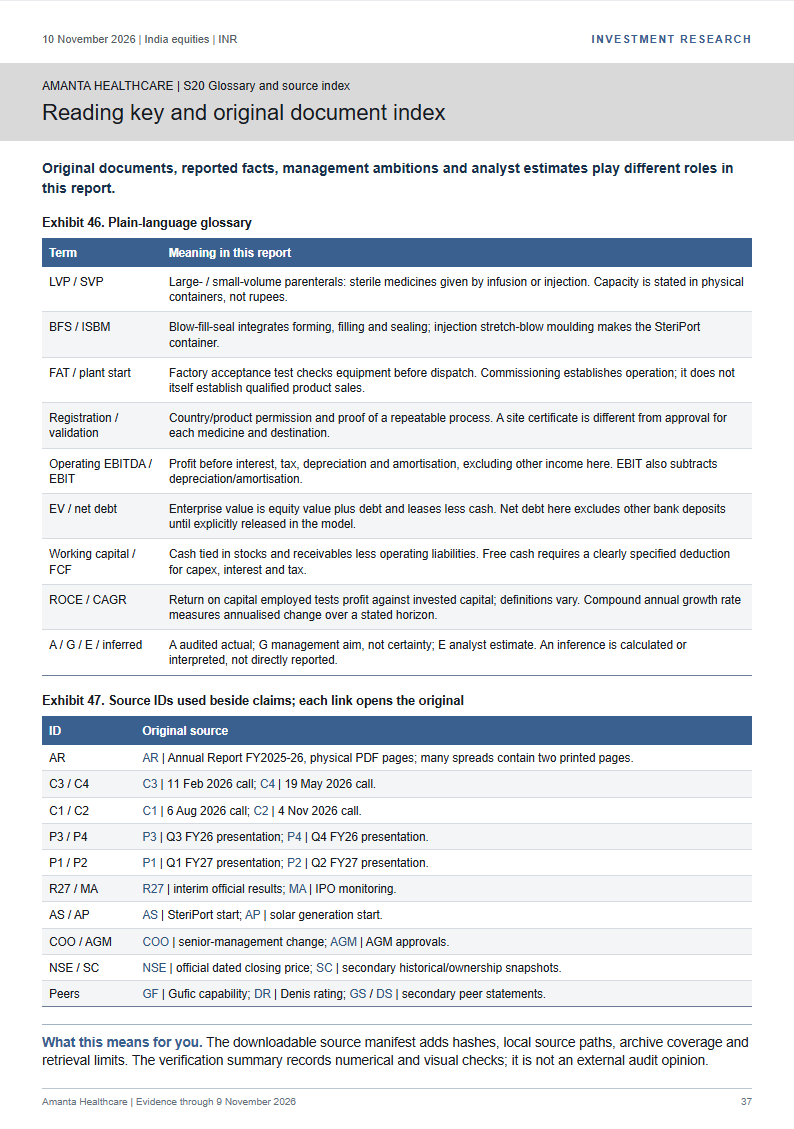 10 November 2026 | India equities | INR
INVESTMENT RESEARCH
AMANTA HEALTHCARE | S20 Glossary and source index
Reading key and original document index
Original documents, reported facts, management ambitions and analyst estimates play different roles in
this report.
Exhibit 46. Plain-language glossary
Term Meaning in this report
LVP / SVP Large- / small-volume parenterals: sterile medicines given by infusion or injection. Capacity is stated in physical
containers, not rupees.
BFS / ISBM Blow-fill-seal integrates forming, filling and sealing; injection stretch-blow moulding makes the SteriPort
container.
FAT / plant start Factory acceptance test checks equipment before dispatch. Commissioning establishes operation; it does not
itself establish qualified product sales.
Registration / Country/product permission and proof of a repeatable process. A site certificate is different from approval for
validation each medicine and destination.
Operating EBITDA / Profit before interest, tax, depreciation and amortisation, excluding other income here. EBIT also subtracts
EBIT depreciation/amortisation.
EV / net debt Enterprise value is equity value plus debt and leases less cash. Net debt here excludes other bank deposits
until explicitly released in the model.
Working capital / Cash tied in stocks and receivables less operating liabilities. Free cash requires a clearly specified deduction
FCF for capex, interest and tax.
ROCE / CAGR Return on capital employed tests profit against invested capital; definitions vary. Compound annual growth rate
measures annualised change over a stated horizon.
A / G / E / inferred A audited actual; G management aim, not certainty; E analyst estimate. An inference is calculated or
interpreted, not directly reported.
Exhibit 47. Source IDs used beside claims; each link opens the original
ID Original source
AR AR | Annual Report FY2025-26, physical PDF pages; many spreads contain two printed pages.
C3 / C4 C3 | 11 Feb 2026 call; C4 | 19 May 2026 call.
C1 / C2 C1 | 6 Aug 2026 call; C2 | 4 Nov 2026 call.
P3 / P4 P3 | Q3 FY26 presentation; P4 | Q4 FY26 presentation.
P1 / P2 P1 | Q1 FY27 presentation; P2 | Q2 FY27 presentation.
R27 / MA R27 | interim official results; MA | IPO monitoring.
AS / AP AS | SteriPort start; AP | solar generation start.
COO / AGM COO | senior-management change; AGM | AGM approvals.
NSE / SC NSE | official dated closing price; SC | secondary historical/ownership snapshots.
Peers GF | Gufic capability; DR | Denis rating; GS / DS | secondary peer statements.
What this means for you. The downloadable source manifest adds hashes, local source paths, archive coverage and
retrieval limits. The verification summary records numerical and visual checks; it is not an external audit opinion.
Amanta Healthcare | Evidence through 9 November 2026
37